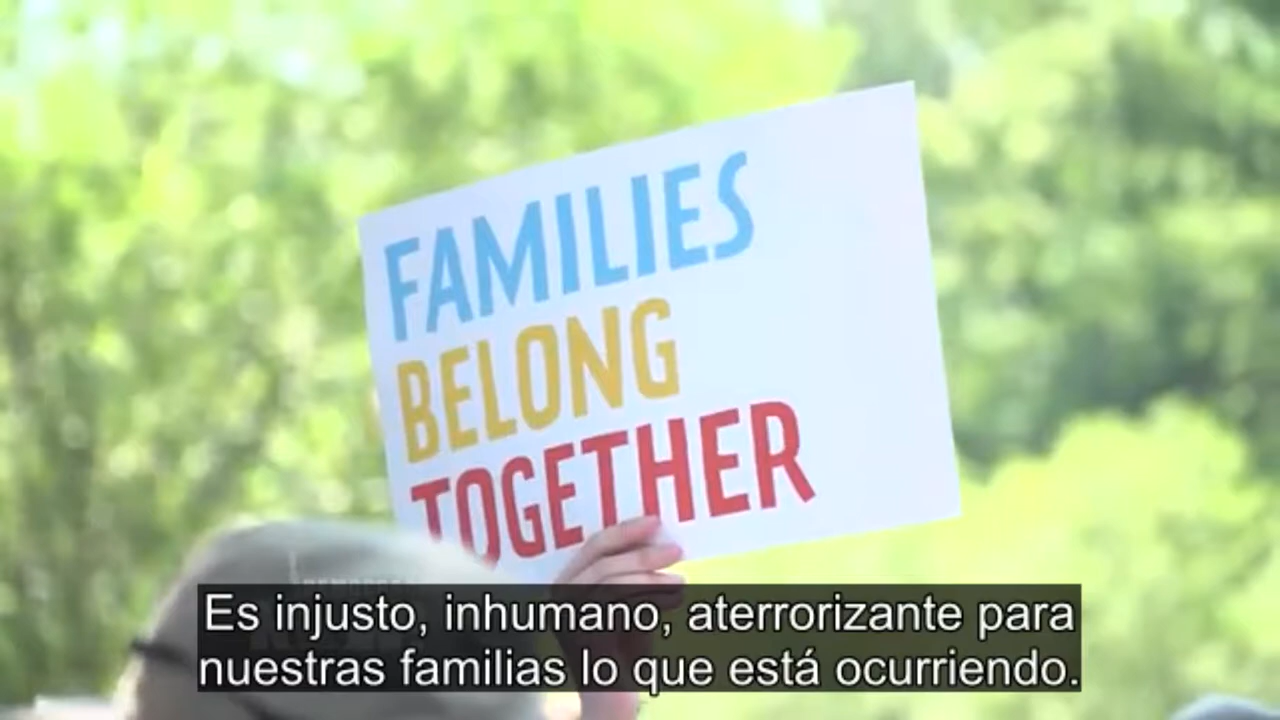 FAMILIES
BELONG
TOGETHER
Es injusto, inhumano, aterrorizante para
nuestras familias lo que está ocurriendo.